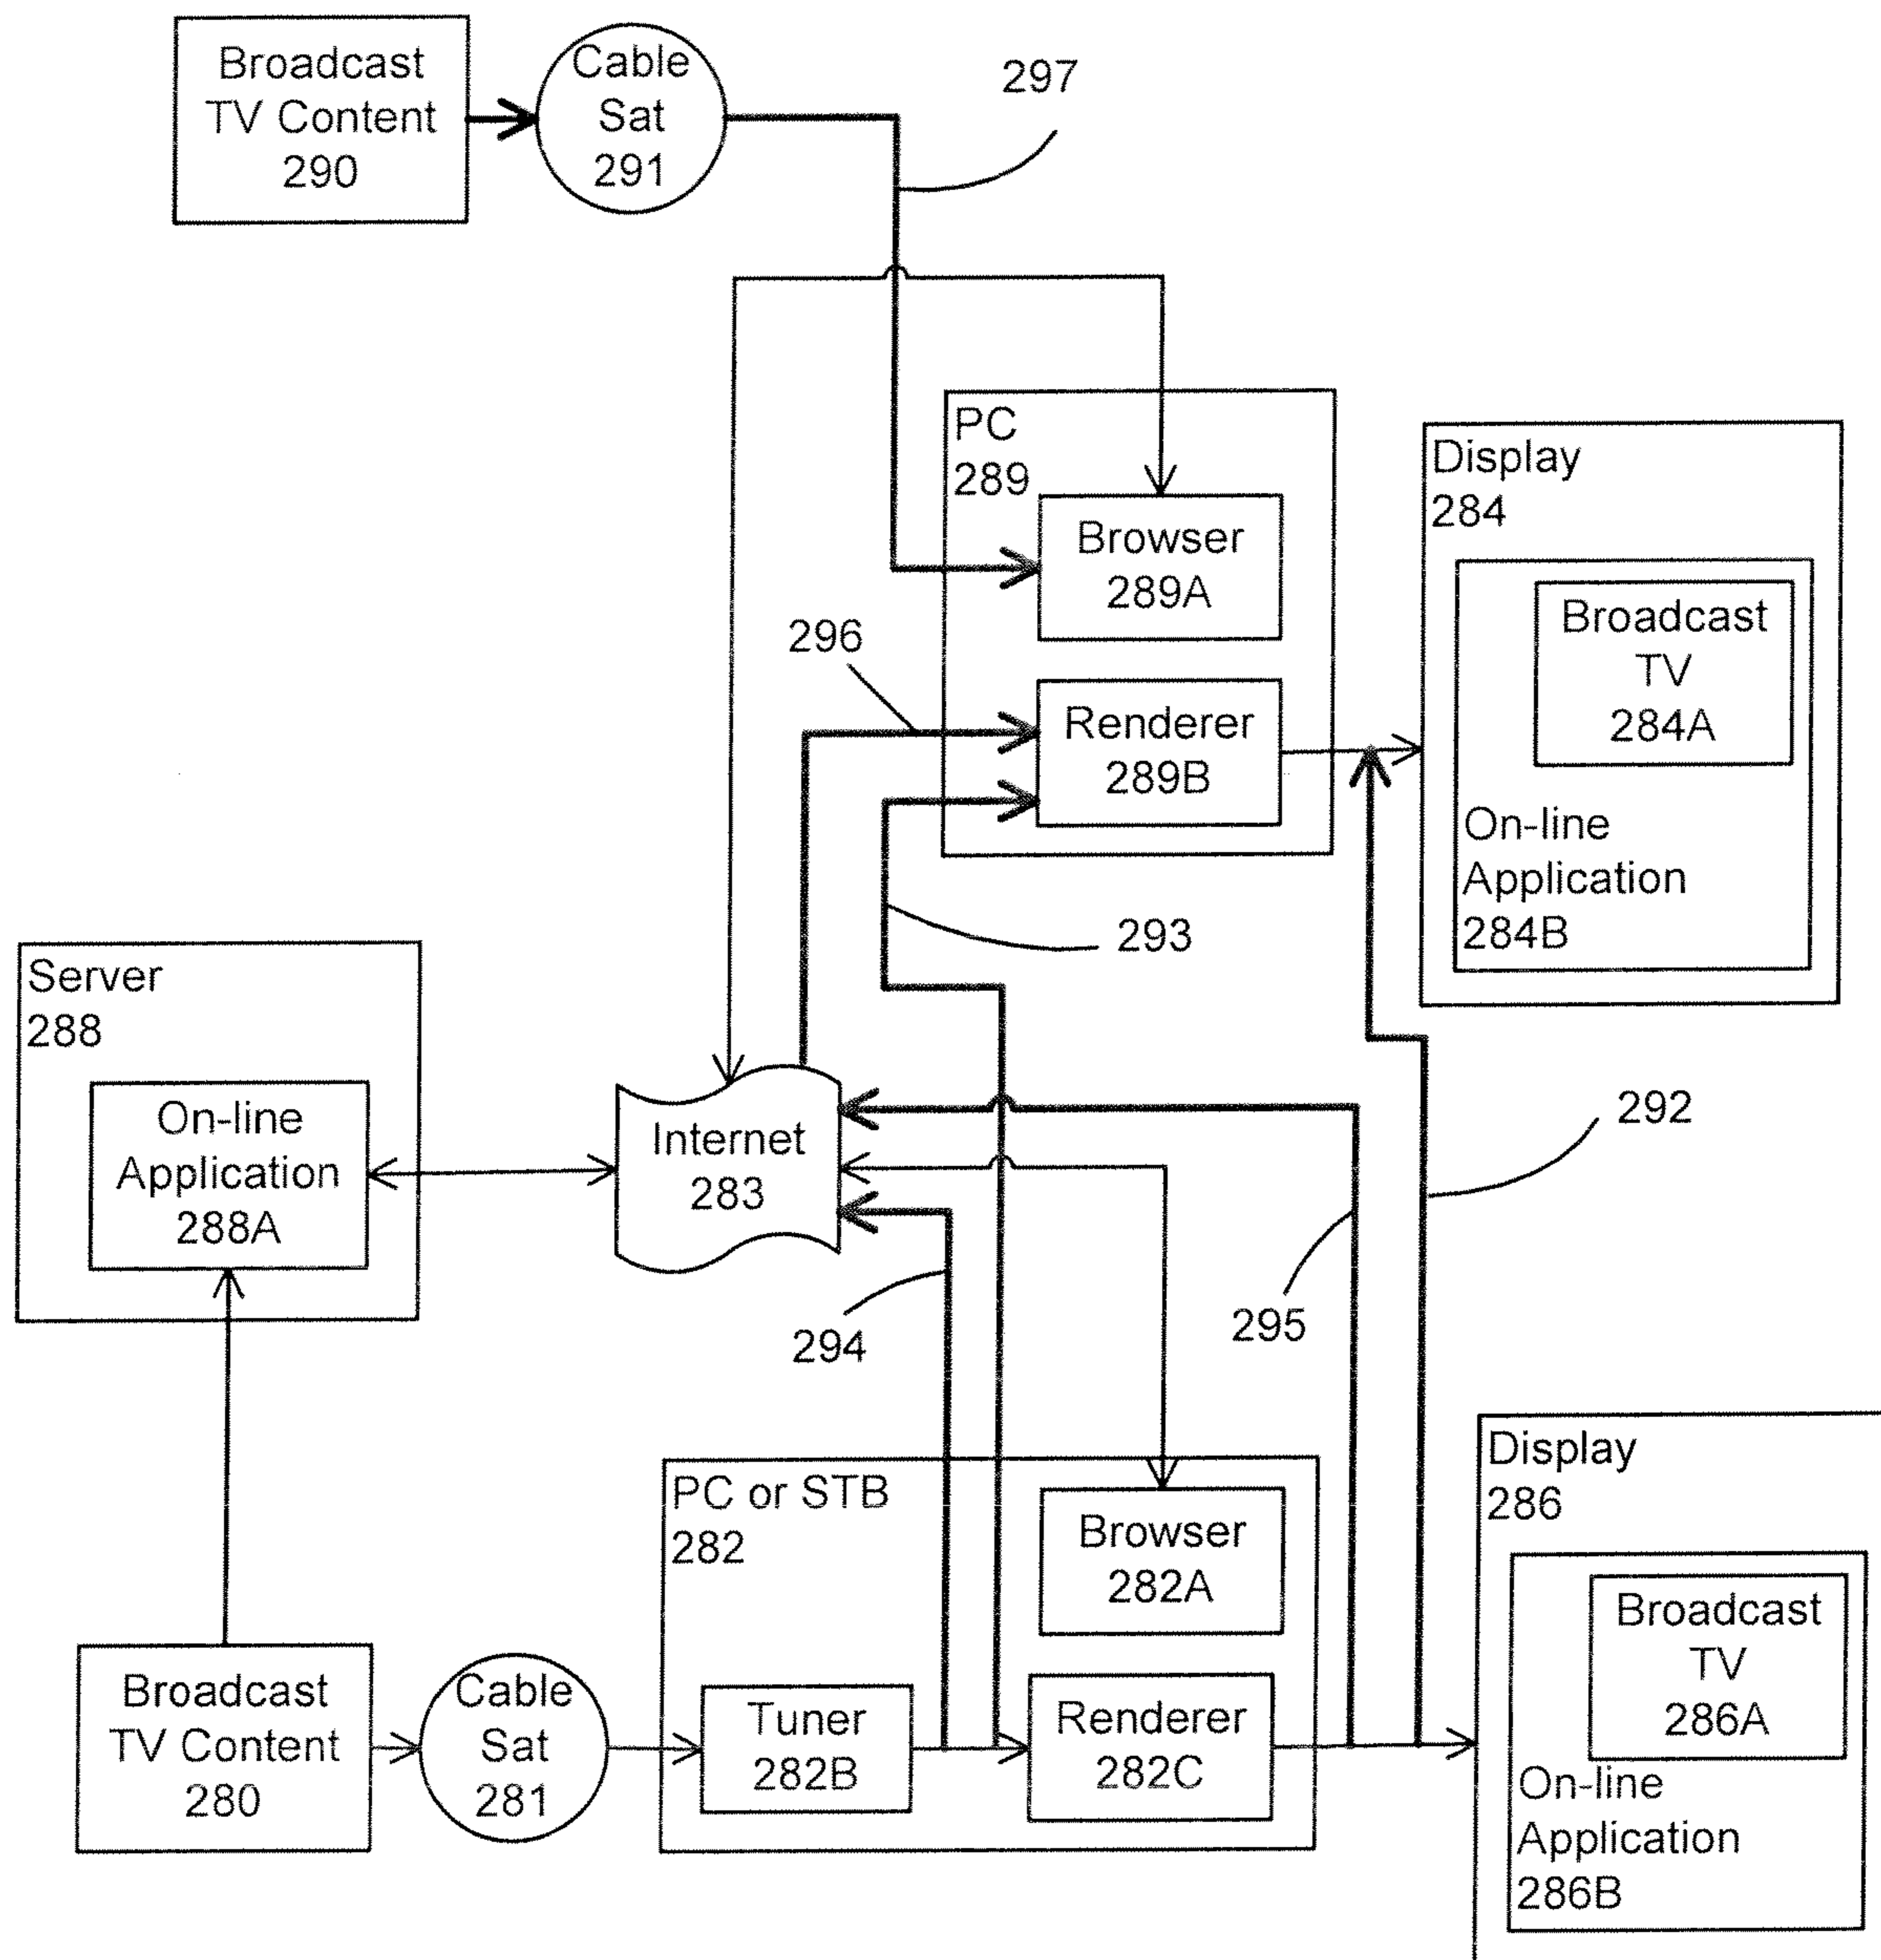 Broadcast
TV Content
290
Cable
Sat
291
297
PC
289
Browser
289A
Display
284
Broadcast
TV
284A
296
Renderer
289B
On-line
Application
284B
293
Server
288
On-line
Application
288A
Internet
283
292
294
295
PC or STB
282
Browser
282A
Display
286
Broadcast
TV
286A
Broadcast
TV Content
280
Cable
Sat
281
Tuner
282B
Renderer
282C
On-line
Application
286B